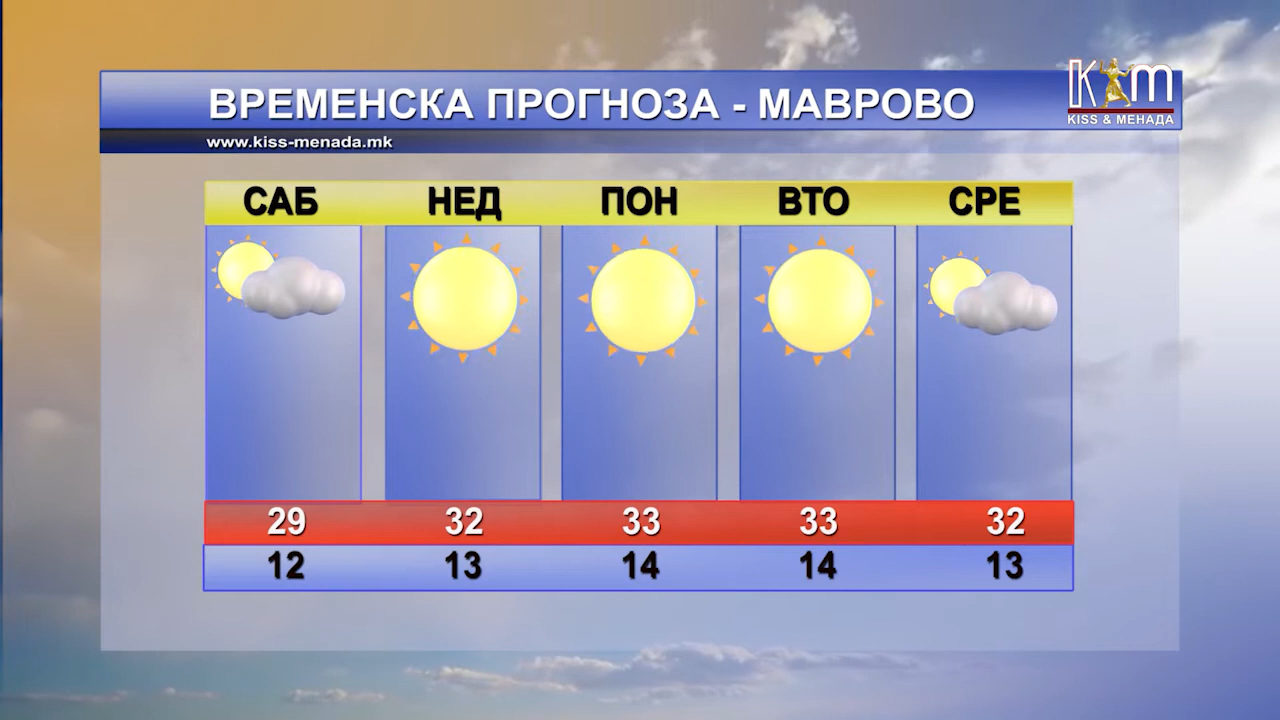 ВРЕМЕНСКА ПРОГНОЗА - МАВРОВО
KM
KISS & МЕНАДА
www.kiss-menada.mk
САБ НЕД ПОН ВТО СРЕ
29 32 33 33 32
12 13 14 14 13